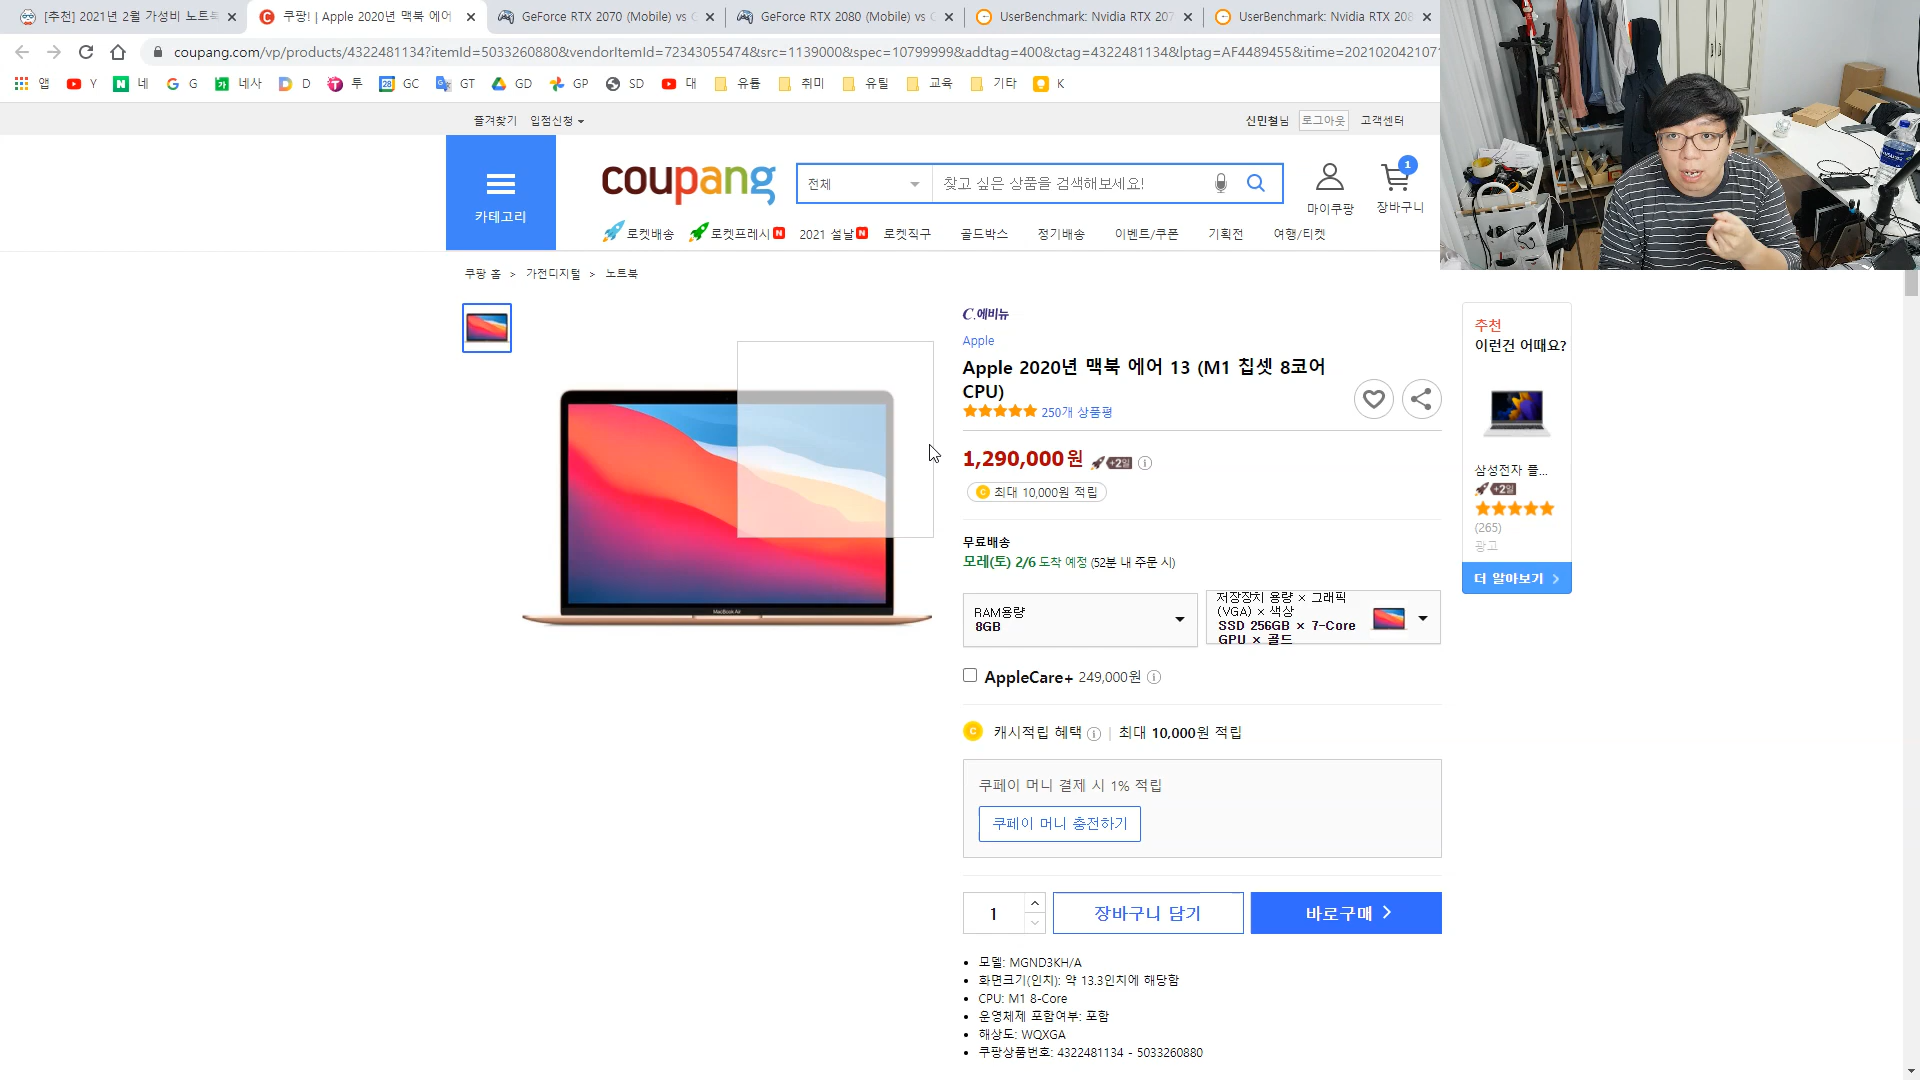 [추천] 2021년 2월 가성비 노트북
쿠팡! | Apple 2020년 맥북 에어
GeForce RTX 2070 (Mobile) vs G
GeForce RTX 2080 (Mobile) vs G
UserBenchmark: Nvidia RTX 207
UserBenchmark: Nvidia RTX 208
coupang.com/vp/products/4322481134?itemId=5033260880&vendorItemId=72343055474&src=1139000&spec=10799999&addtag=400&ctag=4322481134&lptag=AF4489455&itime=202102042107
앱 Y 네 G 네사 D 투 GC GT GD GP SD 대 유튭 취미 유틸 교육 기타 K
즐겨찾기 입점신청
신민철님 로그아웃 고객센터
카테고리
coupang
전체
찾고 싶은 상품을 검색해보세요!
마이쿠팡
1
장바구니
로켓배송 로켓프레시 N 2021 설날 N 로켓직구 골드박스 정기배송 이벤트/쿠폰 기획전 여행/티켓
쿠팡 홈 > 가전디지털 > 노트북
C.에비뉴
Apple
Apple 2020년 맥북 에어 13 (M1 칩셋 8코어
CPU)
250개 상품평
1,290,000원 +2일
최대 10,000원 적립
무료배송
모레(토) 2/6 도착 예정 (52분 내 주문 시)
RAM용량
8GB
저장장치 용량 × 그래픽
(VGA) × 색상
SSD 256GB × 7-Core
GPU × 골드
AppleCare+ 249,000원
캐시적립 혜택 | 최대 10,000원 적립
쿠페이 머니 결제 시 1% 적립
쿠페이 머니 충전하기
1
장바구니 담기
바로구매
모델: MGND3KH/A
화면크기(인치): 약 13.3인치에 해당함
CPU: M1 8-Core
운영체제 포함여부: 포함
해상도: WQXGA
쿠팡상품번호: 4322481134 - 5033260880
MacBook Air
추천
이런건 어때요?
삼성전자 플...
+2일
(265)
광고
더 알아보기